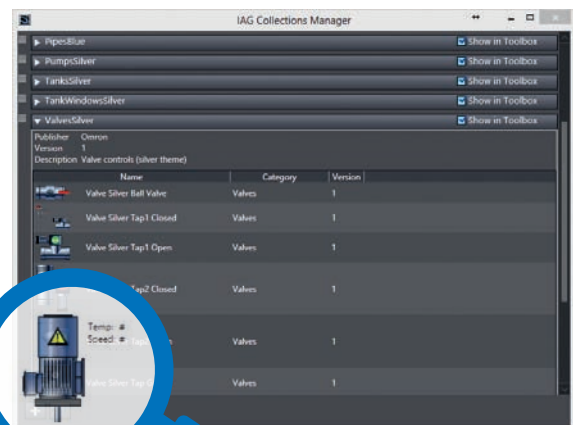 IAG Collections Manager
PipesBlue Show in Toolbox
PumpsSilver Show in Toolbox
TanksSilver Show in Toolbox
TankWindowsSilver Show in Toolbox
ValvesSilver Show in Toolbox
Publisher Omron
Version 1
Description Valve controls (silver theme)
Name Category Version
Valve Silver Ball Valve Valves 1
Valve Silver Tap1 Closed Valves 1
Valve Silver Tap1 Open Valves 1
Tap2 Closed Valves 1
Temp: #
Speed: #
Valves 1
Valves 1